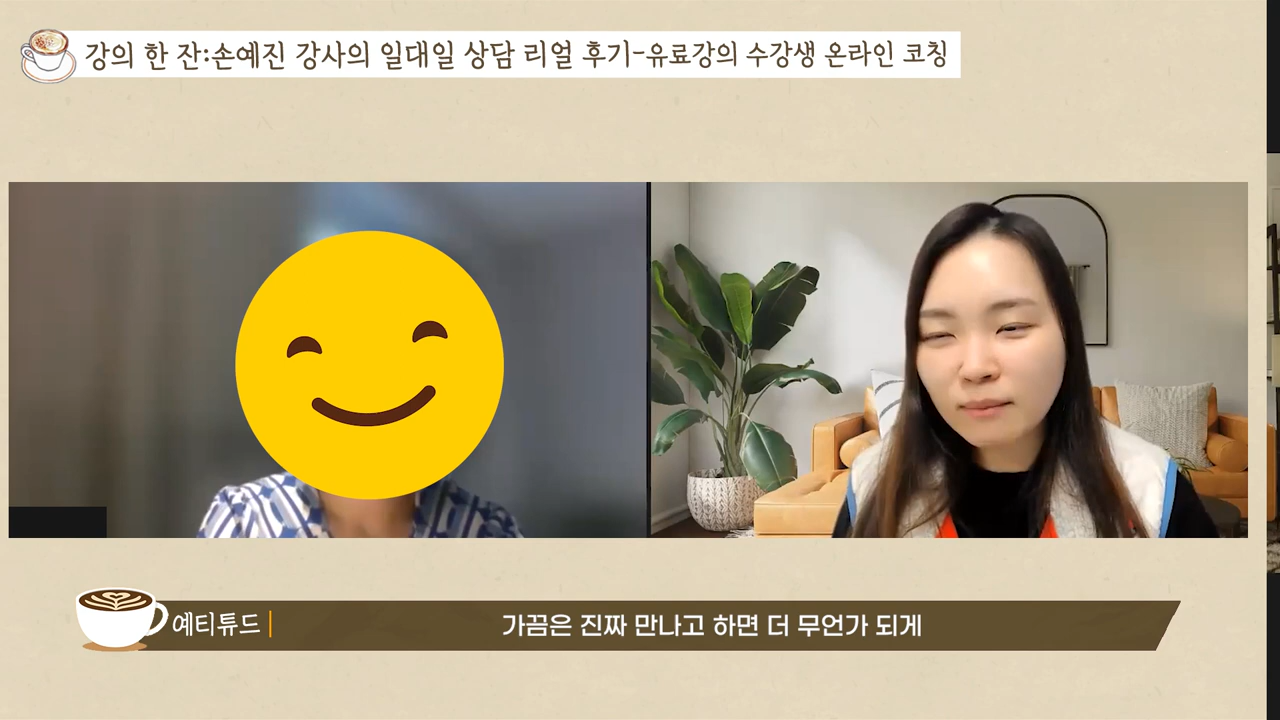 강의 한 잔:손예진 강사의 일대일 상담 리얼 후기-유료강의 수강생 온라인 코칭
예티튜드
가끔은 진짜 만나고 하면 더 무언가 되게